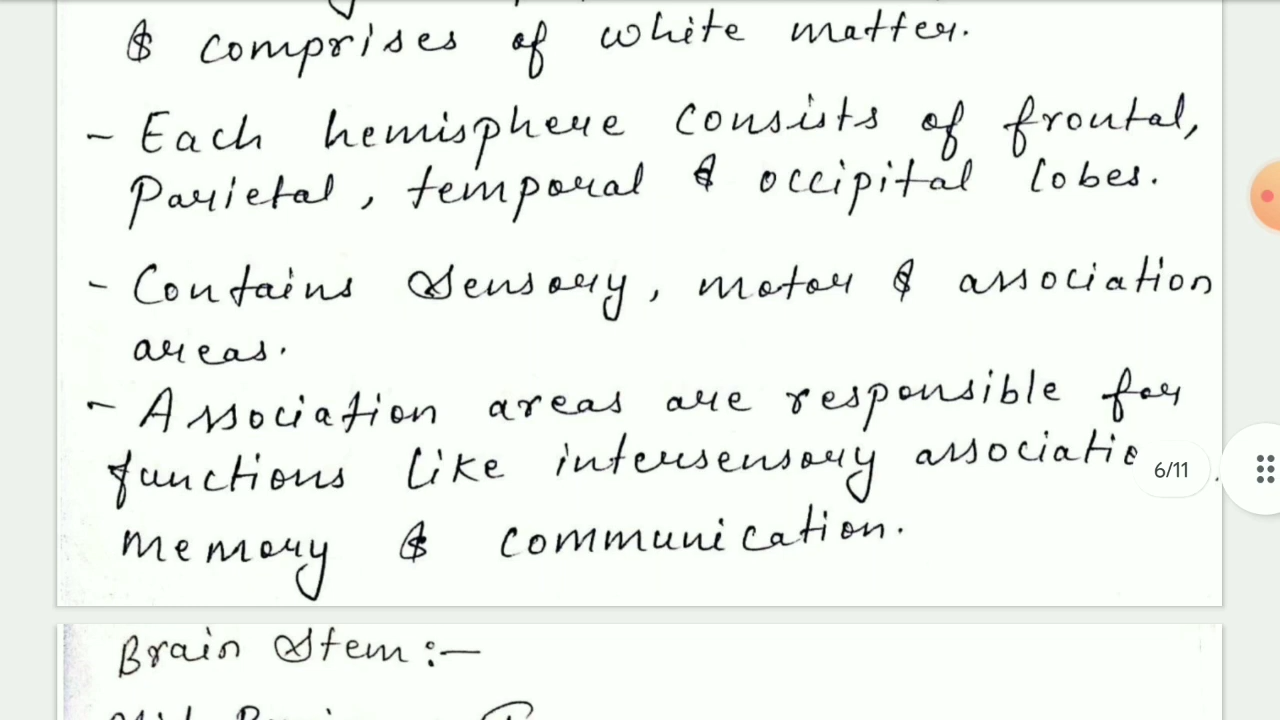 & comprises of white matter.
- Each hemisphere consists of frontal,
Parietal, temporal & occipital lobes.
- Contains Sensory, motor & association
areas.
- Association areas are responsible for
functions like intersensory associatio
6/11
memory & communication.
Brain Stem :-